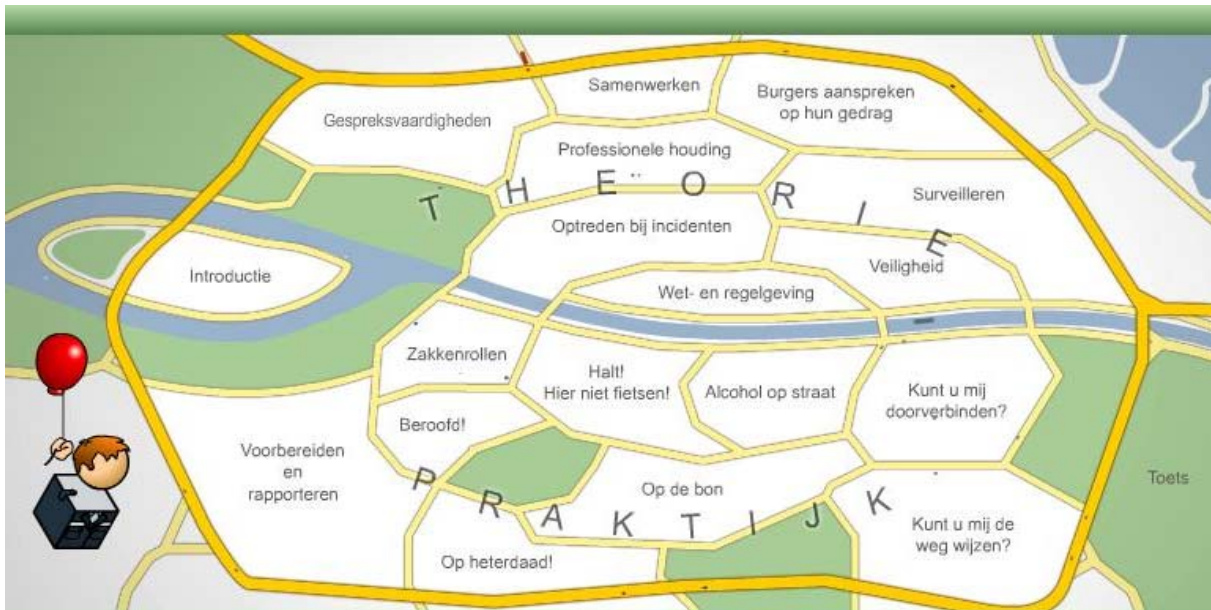 Samenwerken
Burgers aanspreken
op hun gedrag
Gespreksvaardigheden
Professionele houding
THEORIE
Surveilleren
Optreden bij incidenten
Veiligheid
Introductie
Wet- en regelgeving
Zakkenrollen
Halt!
Hier niet fietsen!
Alcohol op straat
Kunt u mij
doorverbinden?
Beroofd!
Voorbereiden
en
rapporteren
Op de bon
Toets
PRAKTIJK
Kunt u mij de
weg wijzen?
Op heterdaad!